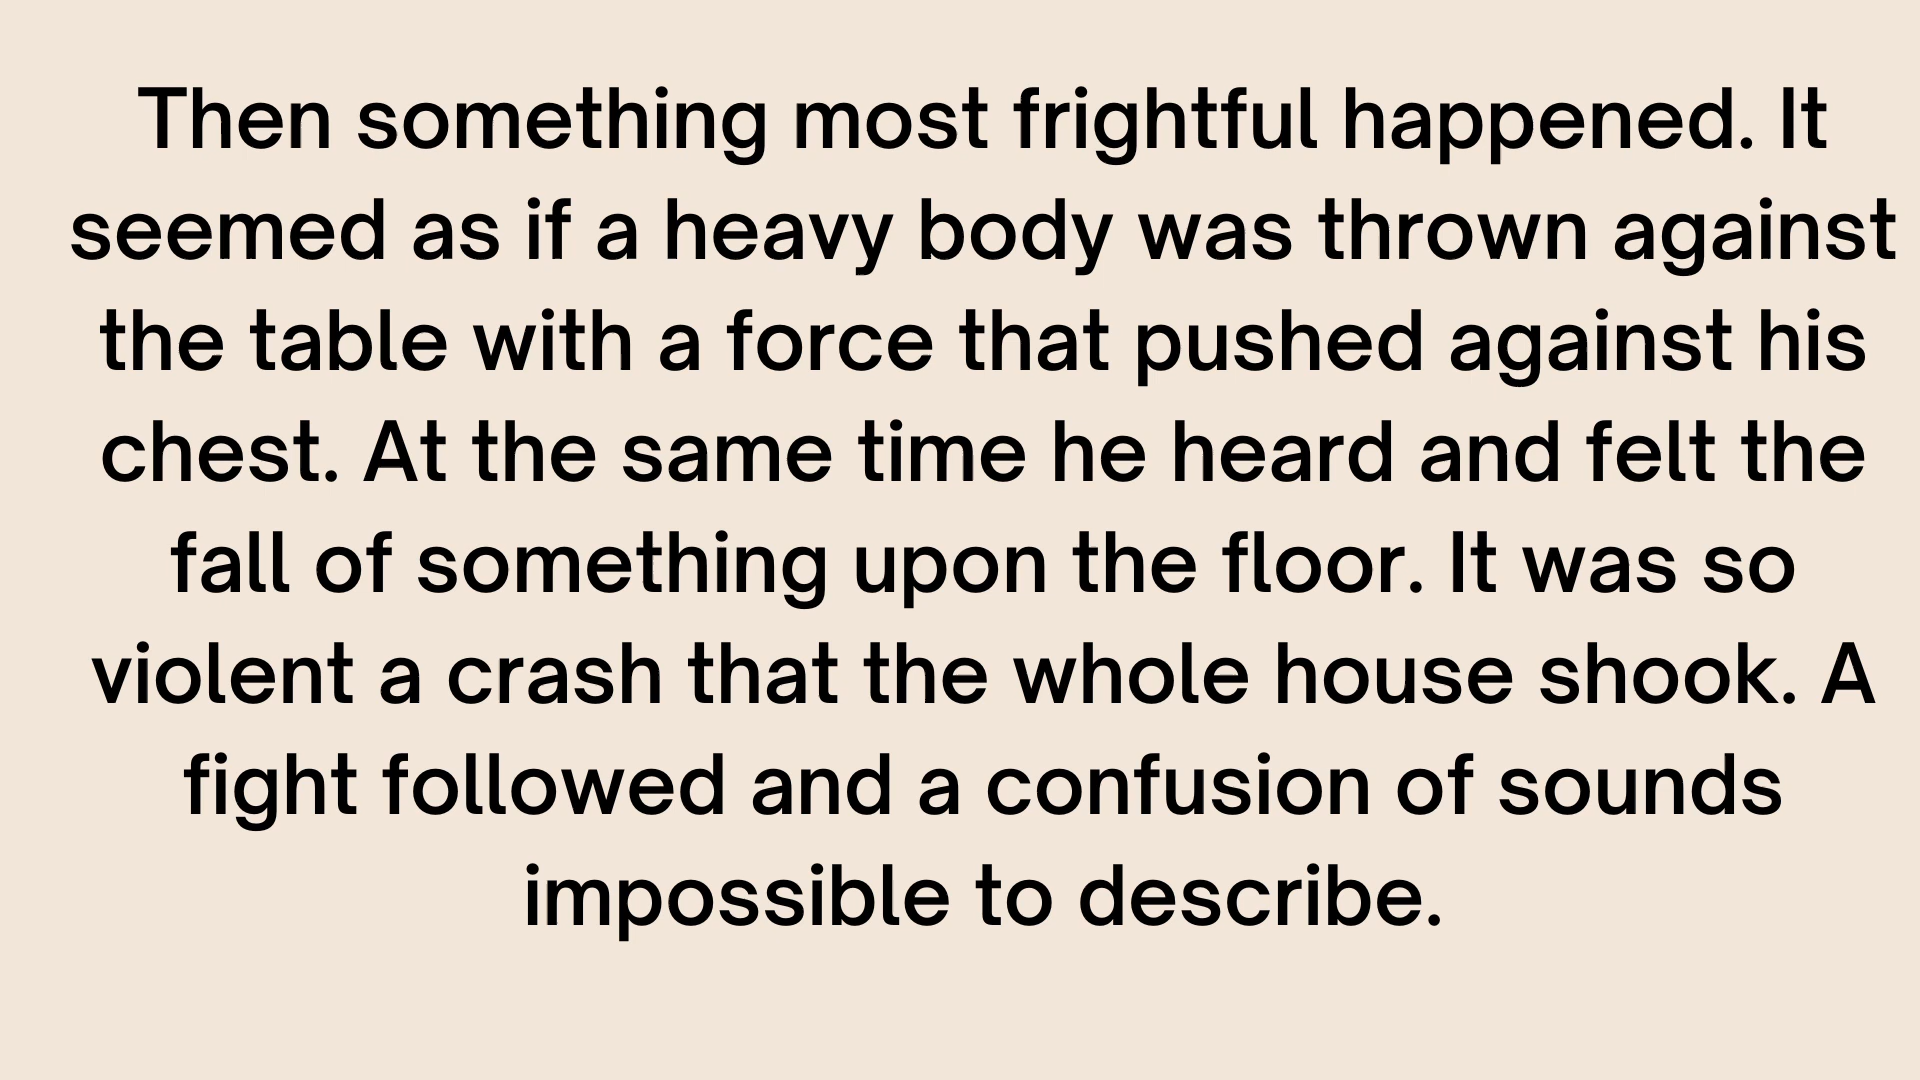 Then something most frightful happened. It
seemed as if a heavy body was thrown against
the table with a force that pushed against his
chest. At the same time he heard and felt the
fall of something upon the floor. It was so
violent a crash that the whole house shook. A
fight followed and a confusion of sounds
impossible to describe.